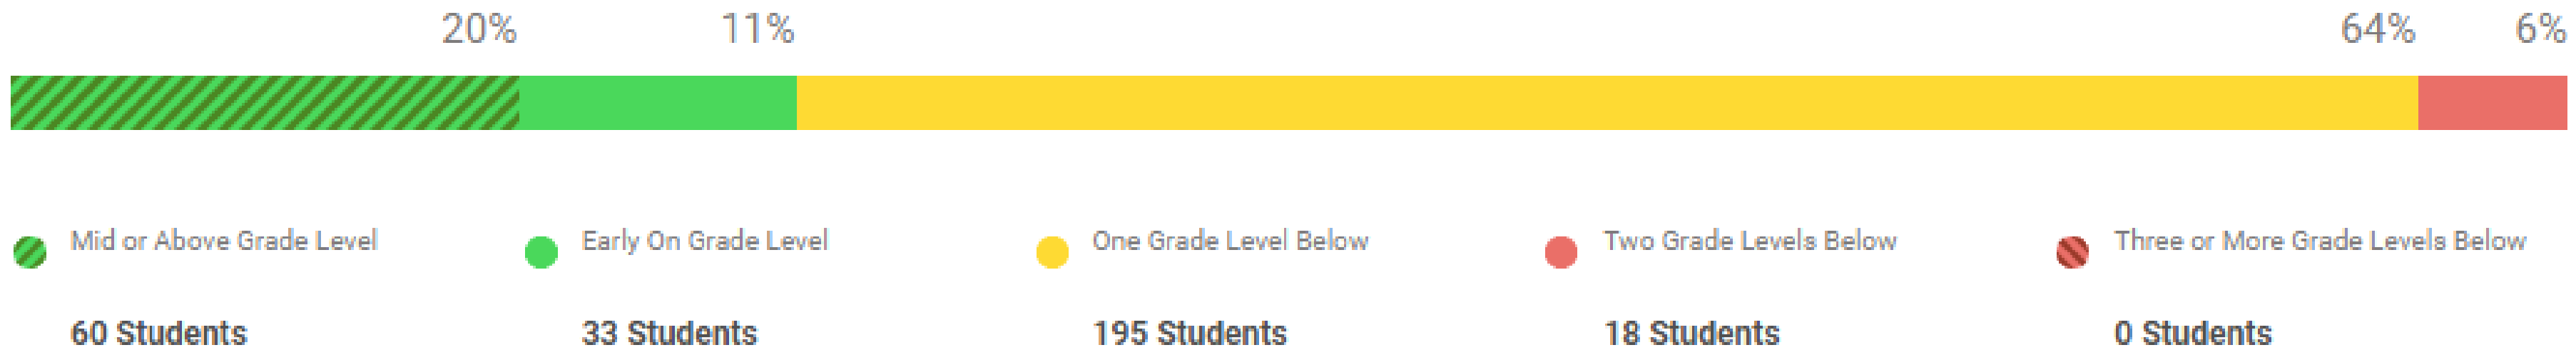 20% 11% 64% 6%
Mid or Above Grade Level Early On Grade Level One Grade Level Below Two Grade Levels Below Three or More Grade Levels Below
60 Students 33 Students 195 Students 18 Students 0 Students